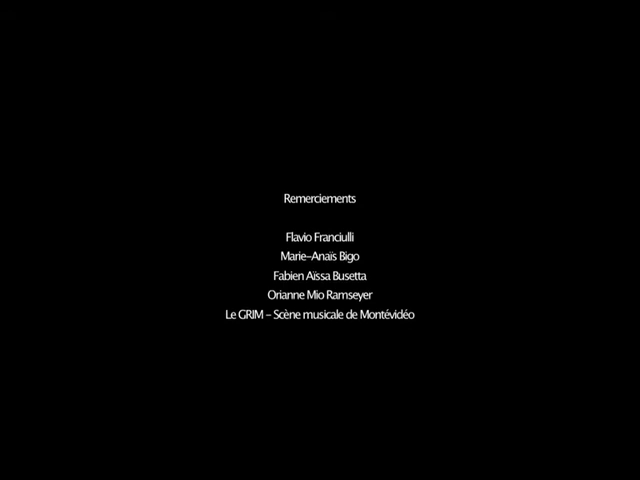 Remerciements
Flavio Franciulli
Marie-Anaïs Bigo
Fabien Aïssa Busetta
Orianne Mio Ramseyer
Le GRIM - Scène musicale de Montévidéo